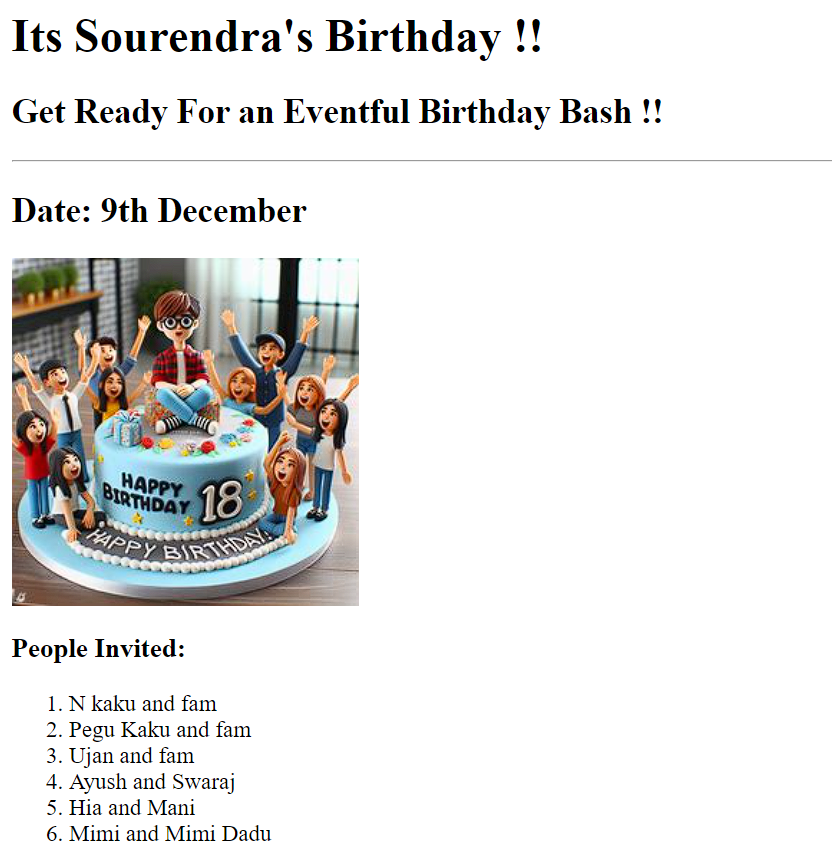 Its Sourendra's Birthday !!
Get Ready For an Eventful Birthday Bash !!
Date: 9th December
HAPPY
BIRTHDAY 18
HAPPY BIRTHDAY!
People Invited:
1. N kaku and fam
2. Pegu Kaku and fam
3. Ujan and fam
4. Ayush and Swaraj
5. Hia and Mani
6. Mimi and Mimi Dadu